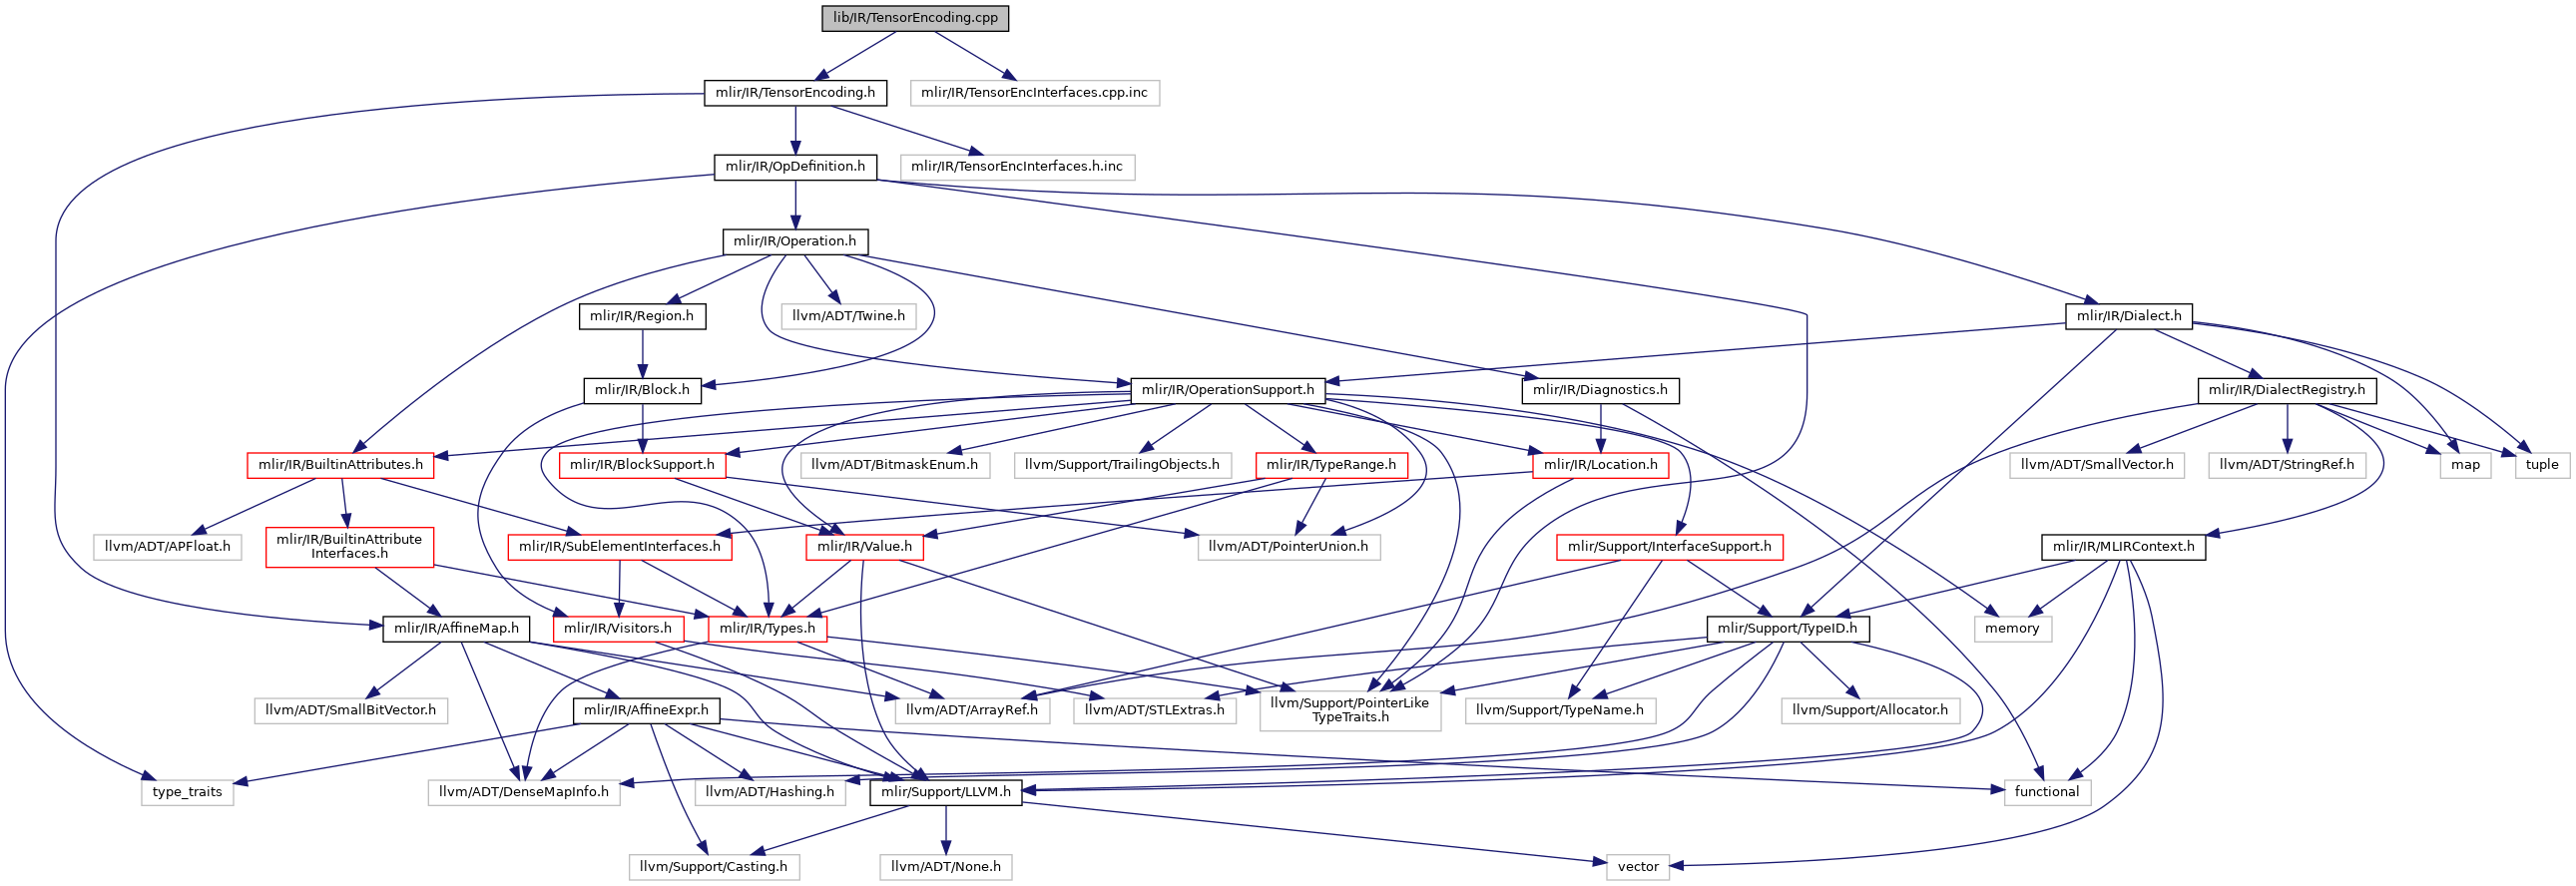 lib/IR/TensorEncoding.cpp
mlir/IR/TensorEncoding.h
mlir/IR/TensorEncInterfaces.cpp.inc
mlir/IR/OpDefinition.h
mlir/IR/TensorEncInterfaces.h.inc
mlir/IR/Operation.h
mlir/IR/Region.h
llvm/ADT/Twine.h
mlir/IR/Dialect.h
mlir/IR/Block.h
mlir/IR/OperationSupport.h
mlir/IR/Diagnostics.h
mlir/IR/DialectRegistry.h
mlir/IR/BuiltinAttributes.h
mlir/IR/BlockSupport.h
llvm/ADT/BitmaskEnum.h
llvm/Support/TrailingObjects.h
mlir/IR/TypeRange.h
mlir/IR/Location.h
llvm/ADT/SmallVector.h
llvm/ADT/StringRef.h
map
tuple
llvm/ADT/APFloat.h
mlir/IR/BuiltinAttribute
Interfaces.h
mlir/IR/SubElementInterfaces.h
mlir/IR/Value.h
llvm/ADT/PointerUnion.h
mlir/Support/InterfaceSupport.h
mlir/IR/MLIRContext.h
mlir/IR/AffineMap.h
mlir/IR/Visitors.h
mlir/IR/Types.h
mlir/Support/TypeID.h
memory
llvm/ADT/SmallBitVector.h
mlir/IR/AffineExpr.h
llvm/ADT/ArrayRef.h
llvm/ADT/STLExtras.h
llvm/Support/PointerLike
TypeTraits.h
llvm/Support/TypeName.h
llvm/Support/Allocator.h
type_traits
llvm/ADT/DenseMapInfo.h
llvm/ADT/Hashing.h
mlir/Support/LLVM.h
functional
llvm/Support/Casting.h
llvm/ADT/None.h
vector